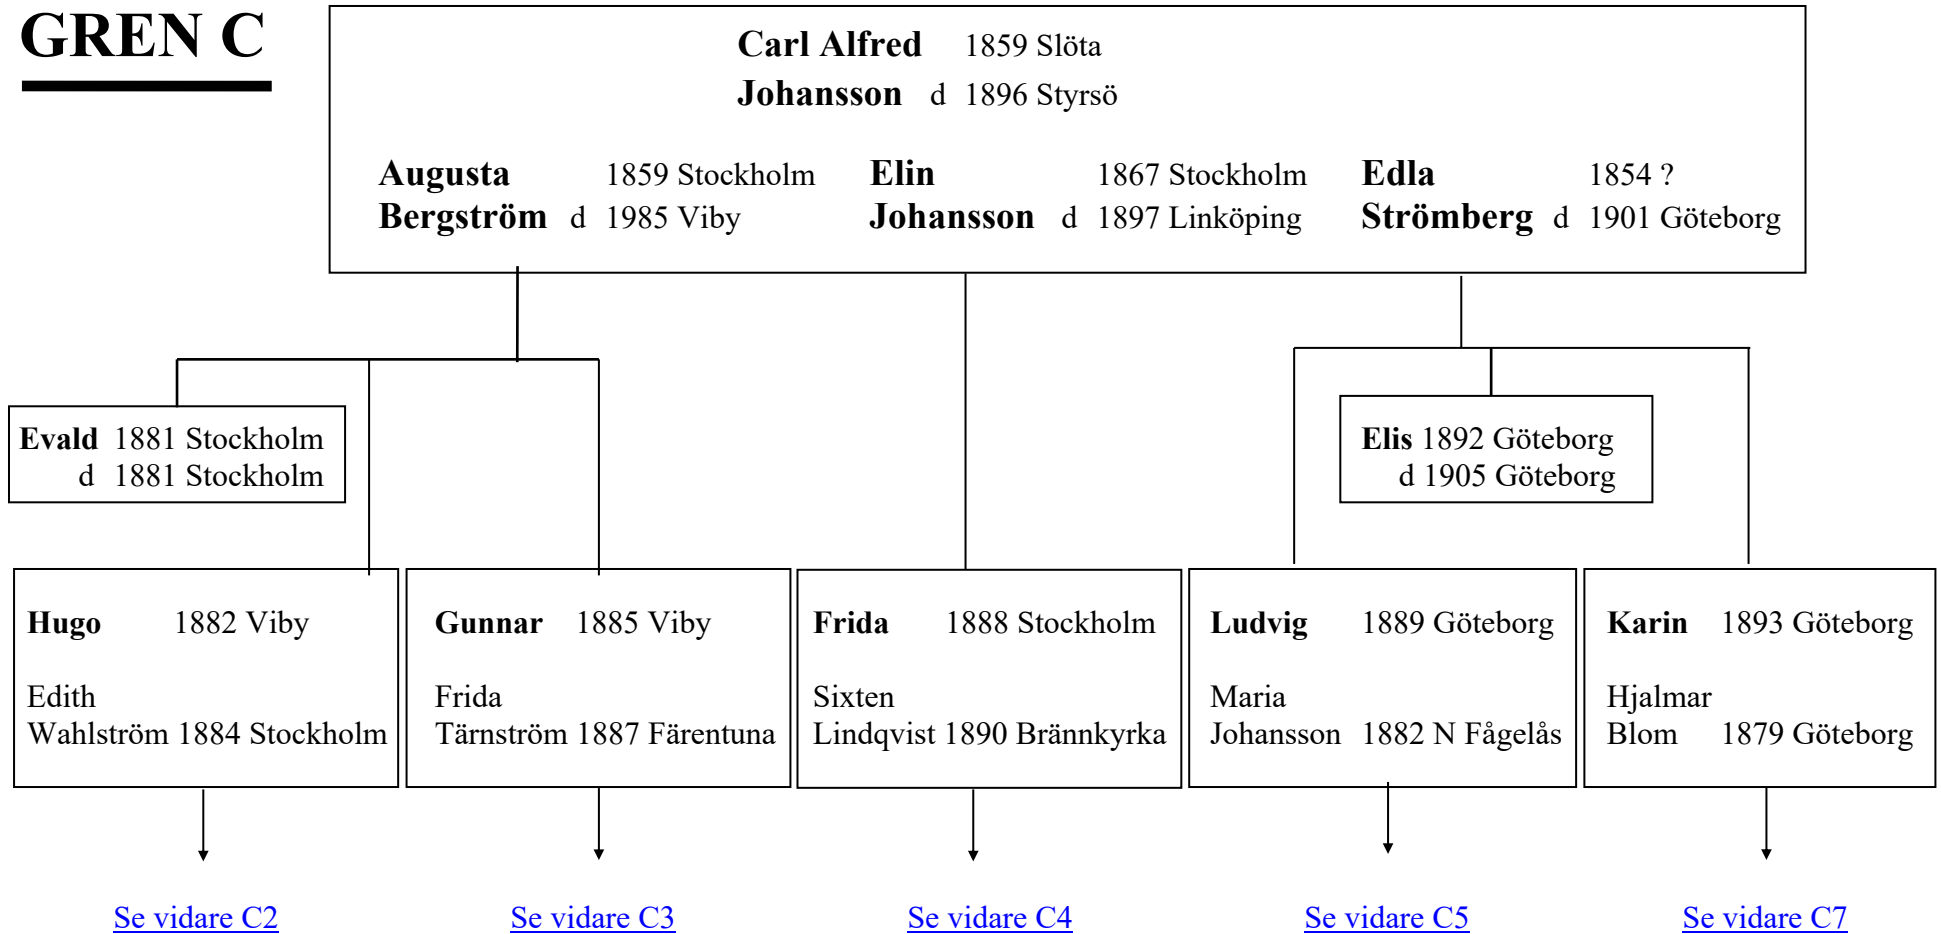 GREN C
Carl Alfred 1859 Slöta
Johansson d 1896 Styrsö
Augusta 1859 Stockholm Elin 1867 Stockholm Edla 1854 ?
Bergström d 1985 Viby Johansson d 1897 Linköping Strömberg d 1901 Göteborg
Evald 1881 Stockholm
d 1881 Stockholm
Elis 1892 Göteborg
d 1905 Göteborg
Hugo 1882 Viby
Edith
Wahlström 1884 Stockholm
Gunnar 1885 Viby
Frida
Tärnström 1887 Färentuna
Frida 1888 Stockholm
Sixten
Lindqvist 1890 Brännkyrka
Ludvig 1889 Göteborg
Maria
Johansson 1882 N Fågelås
Karin 1893 Göteborg
Hjalmar
Blom 1879 Göteborg
Se vidare C2 Se vidare C3 Se vidare C4 Se vidare C5 Se vidare C7